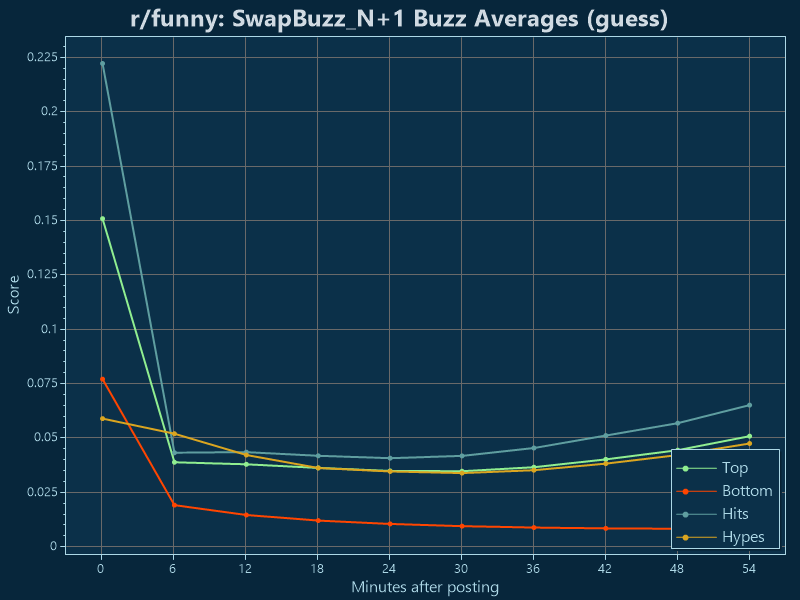 r/funny: SwapBuzz_N+1 Buzz Averages (guess)
0.225
0.2
0.175
0.15
0.125
0.1
0.075
0.05
0.025
0
Score
Top
Bottom
Hits
Hypes
0 6 12 18 24 30 36 42 48 54
Minutes after posting